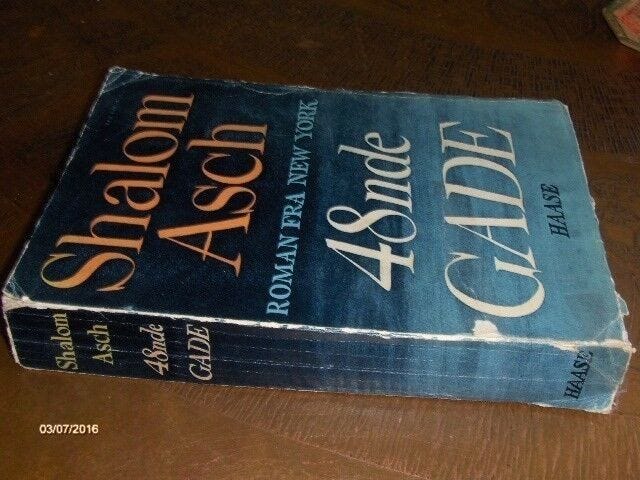 Shalom
Asch
ROMAN FRA NEW YORK
48nde
GADE
HAASE
Shalom
Asch
48nde
GADE
HAASE
03/07/2016